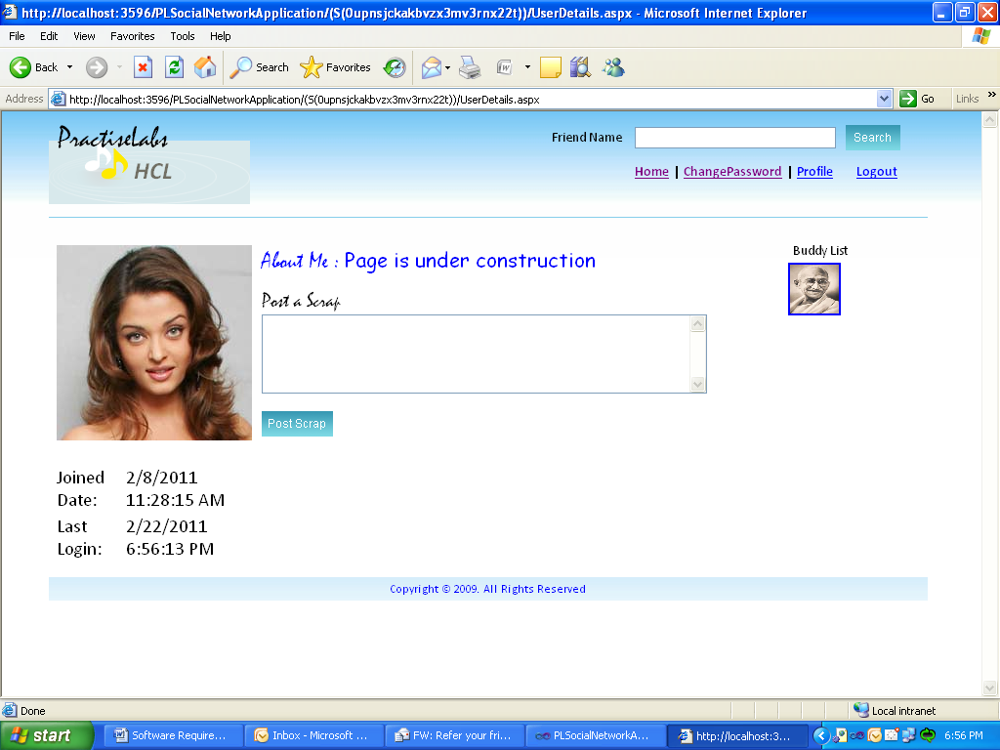 http://localhost:3596/PLSocialNetworkApplication/(S(0upnsjckakbvzx3mv3rnx22t))/UserDetails.aspx - Microsoft Internet Explorer
File Edit View Favorites Tools Help
Back Search Favorites
Address http://localhost:3596/PLSocialNetworkApplication/(S(0upnsjckakbvzx3mv3rnx22t))/UserDetails.aspx Go Links »
PractiseLabs
HCL
Friend Name Search
Home | ChangePassword | Profile Logout
About Me : Page is under construction
Buddy List
Post a Scrap
Post Scrap
Joined 2/8/2011
Date: 11:28:15 AM
Last 2/22/2011
Login: 6:56:13 PM
Copyright © 2009. All Rights Reserved
Done Local intranet
start Software Require... Inbox - Microsoft ... FW: Refer your fri... PLSocialNetworkA... http://localhost:3... 6:56 PM